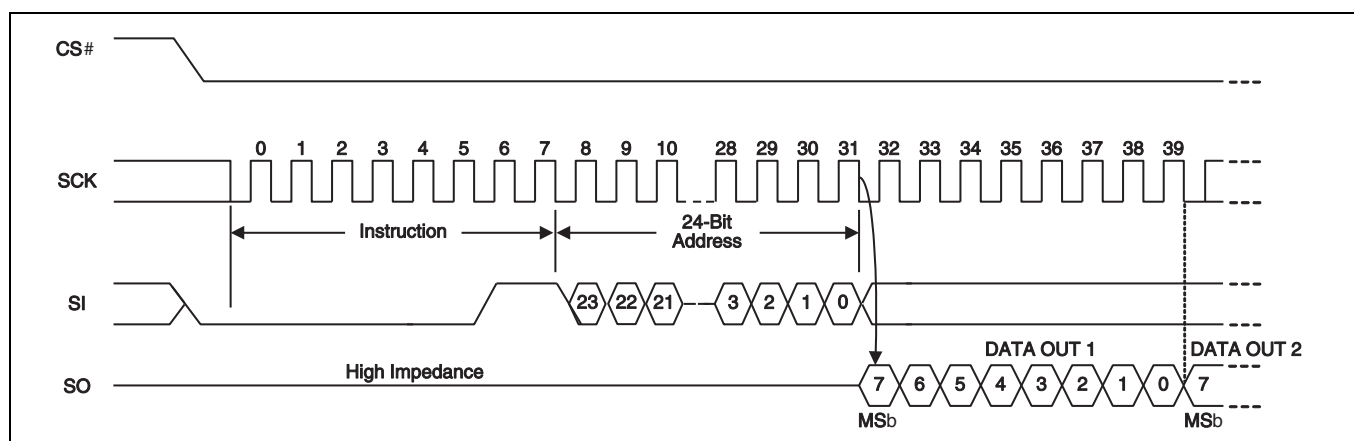 CS#
0 1 2 3 4 5 6 7 8 9 10 28 29 30 31 32 33 34 35 36 37 38 39
SCK
Instruction
24-Bit
Address
SI
23 22 21 3 2 1 0
DATA OUT 1 DATA OUT 2
High Impedance
SO
7 6 5 4 3 2 1 0 7
MSb MSb